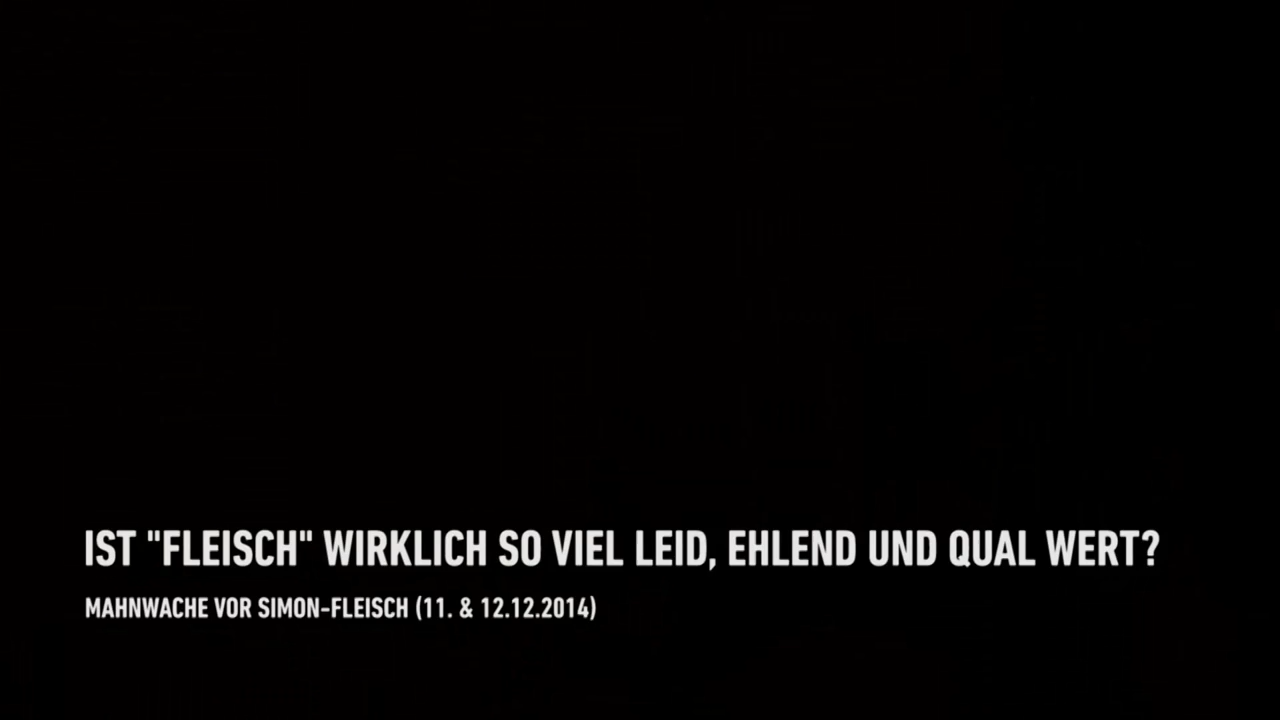 IST "FLEISCH" WIRKLICH SO VIEL LEID, EHLEND UND QUAL WERT?
MAHNWACHE VOR SIMON-FLEISCH (11. & 12.12.2014)